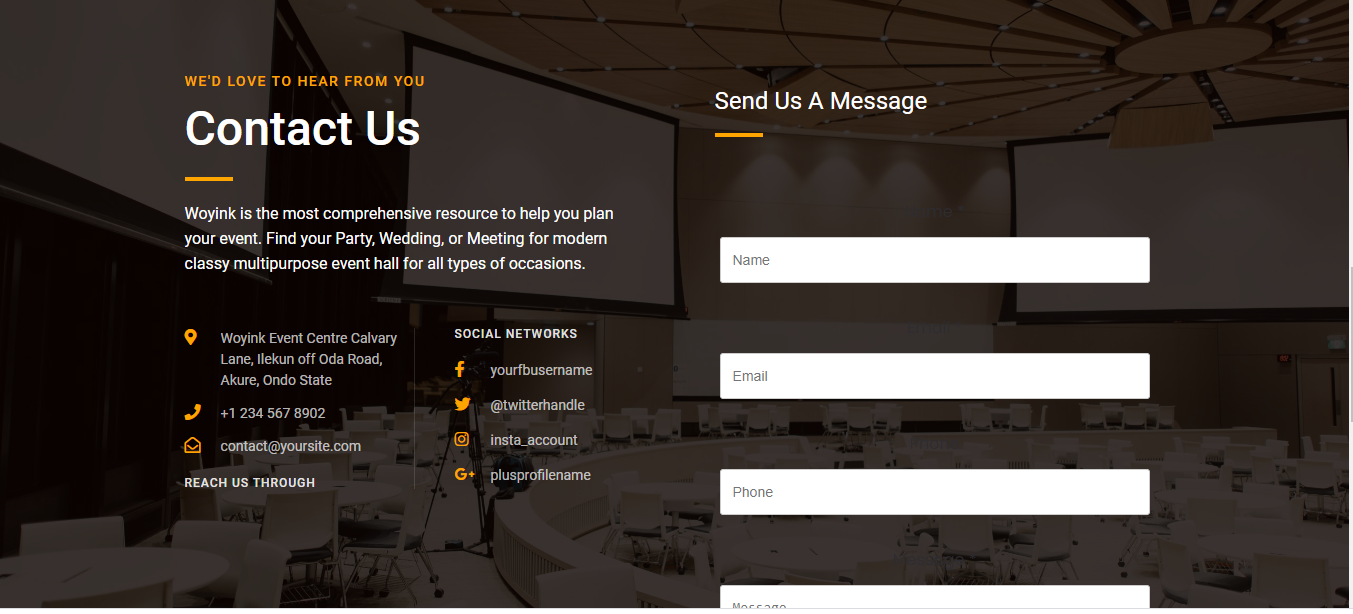 WE'D LOVE TO HEAR FROM YOU
Contact Us
Woyink is the most comprehensive resource to help you plan
your event. Find your Party, Wedding, or Meeting for modern
classy multipurpose event hall for all types of occasions.
Woyink Event Centre Calvary
Lane, Ilekun off Oda Road,
Akure, Ondo State
+1 234 567 8902
contact@yoursite.com
REACH US THROUGH
SOCIAL NETWORKS
yourfbusername
@twitterhandle
insta_account
plusprofilename
Send Us A Message
Name
Email
Phone
Message